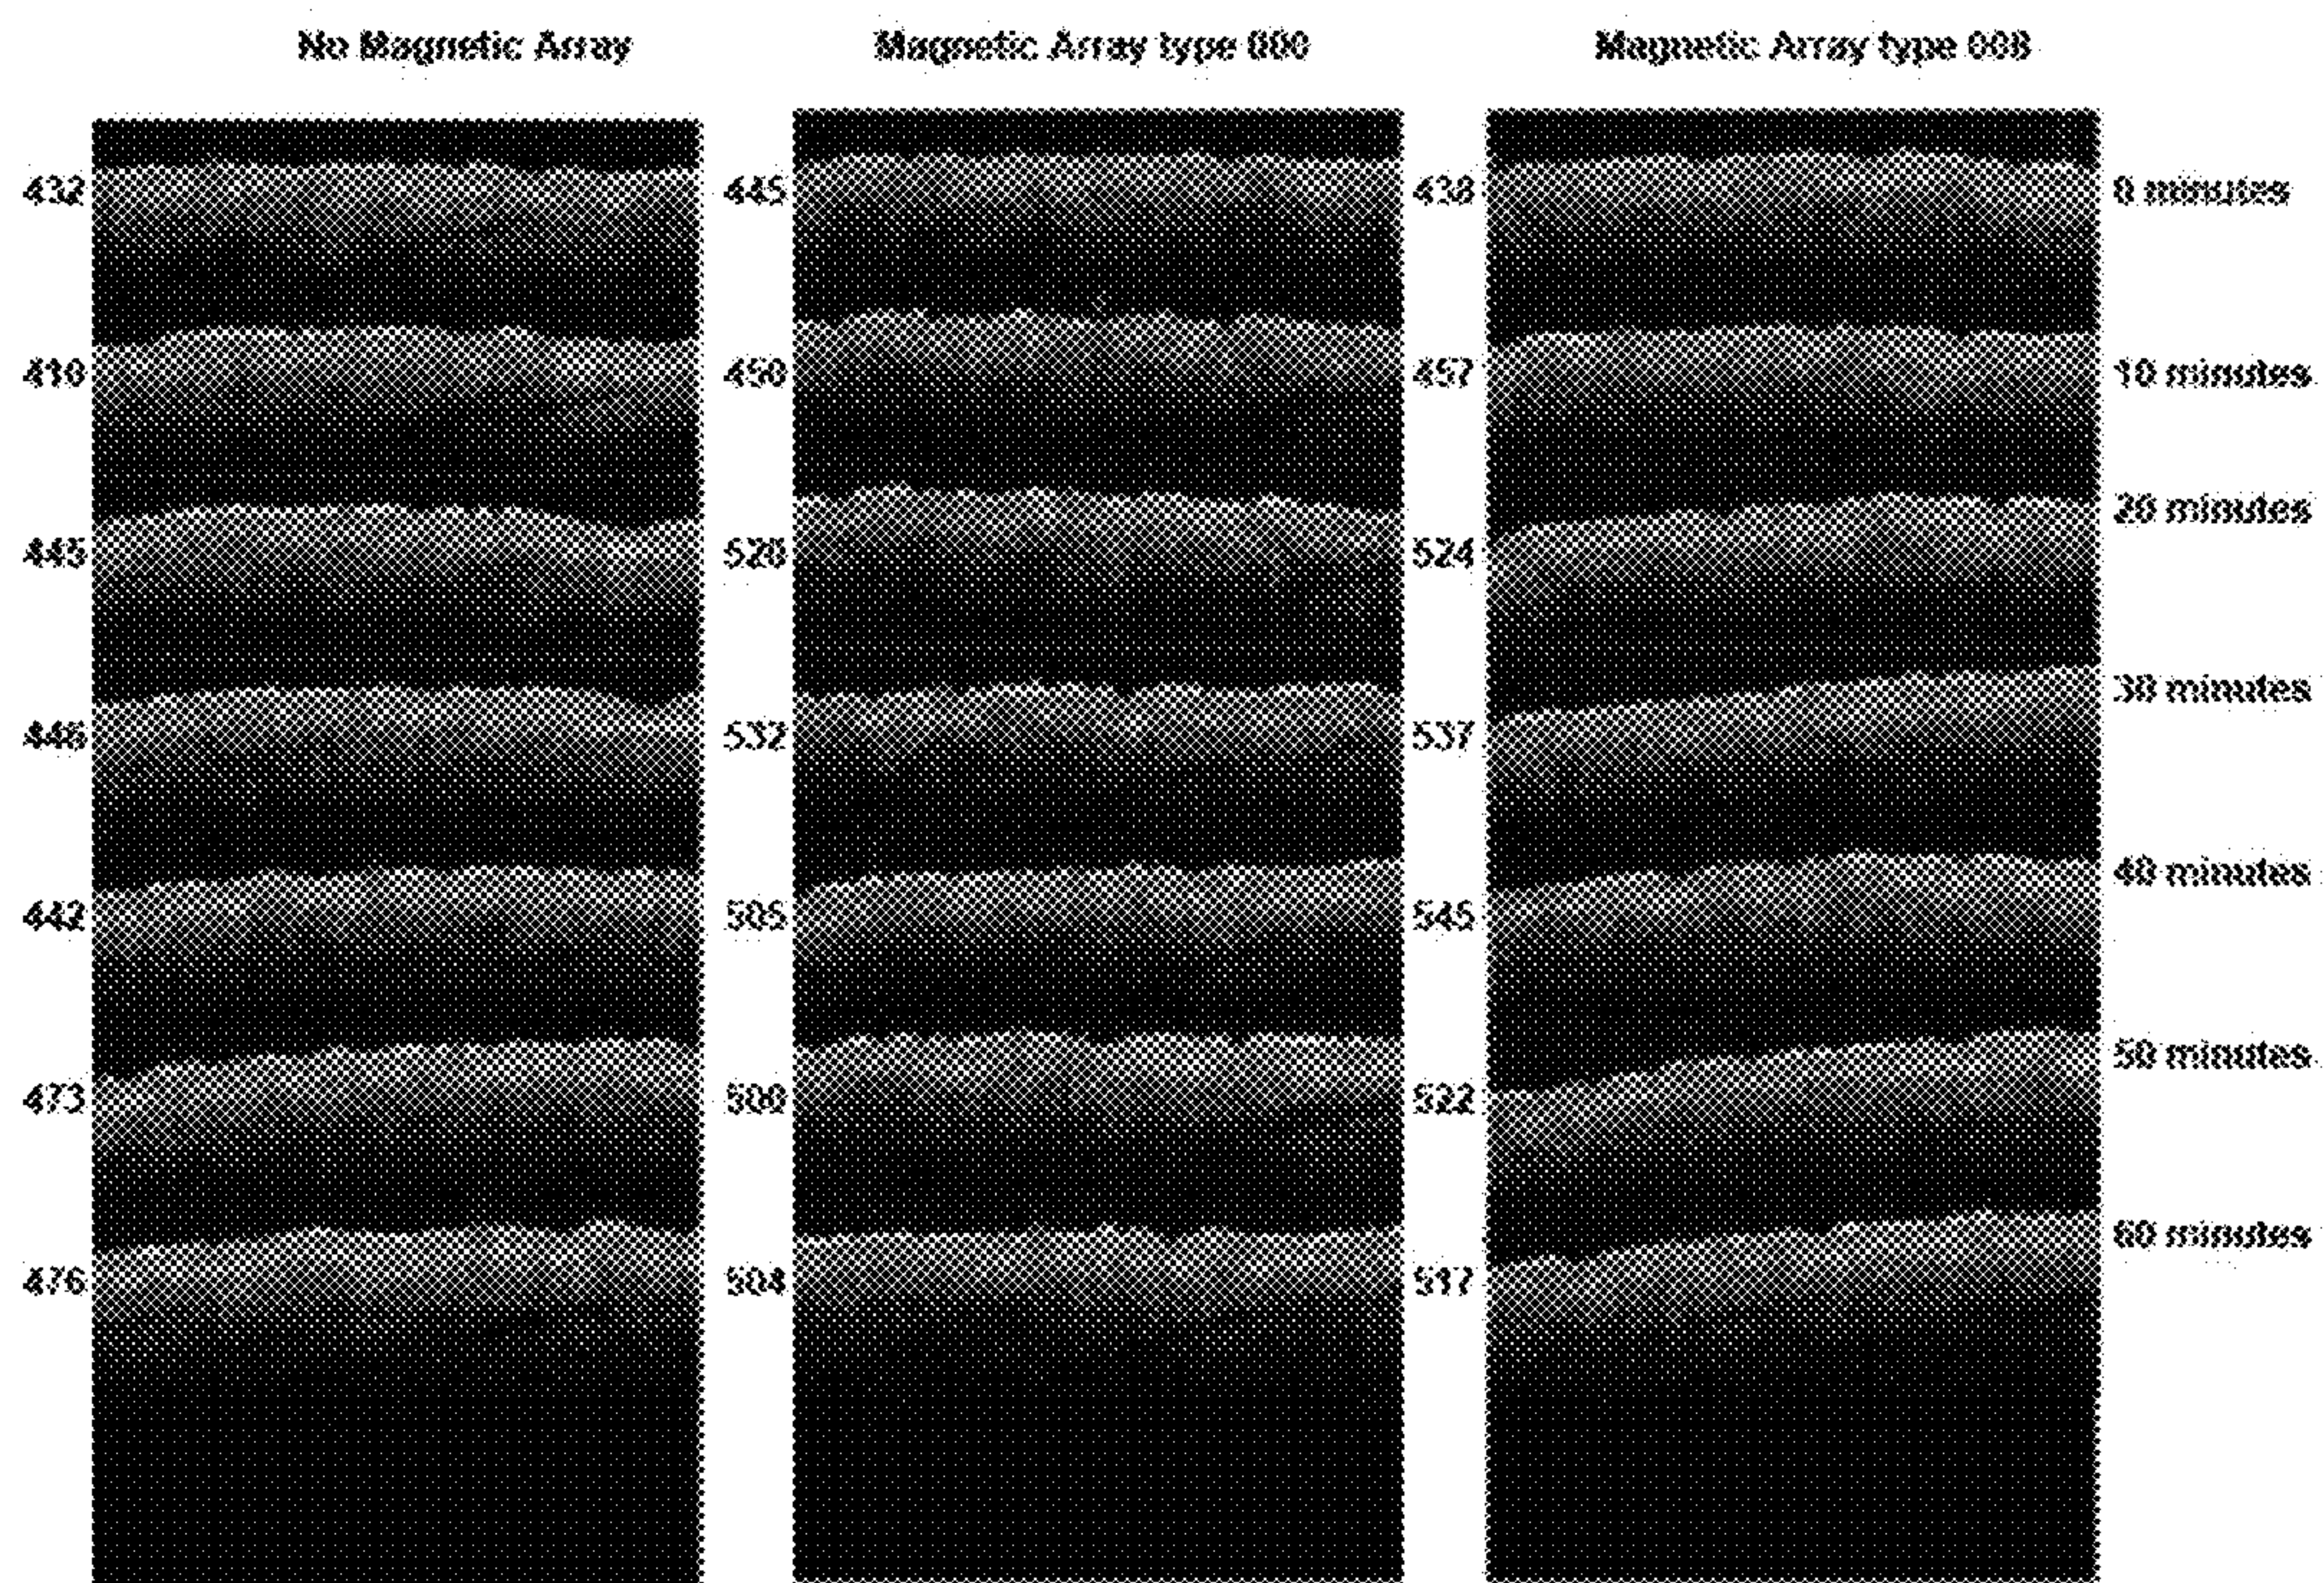 No Magnetic Array Magnetic Array type 000 Magnetic Array type 008
432 445 438 0 minutes
410 450 457 10 minutes
20 minutes
445 528 524
30 minutes
446 532 537
40 minutes
442 505 545
50 minutes
473 500 522
60 minutes
476 504 517